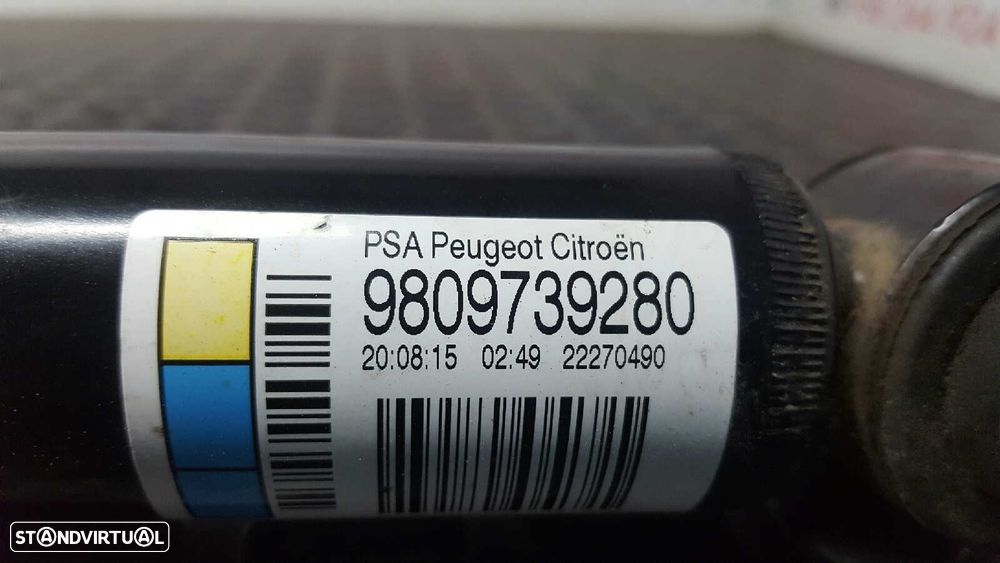 PSA Peugeot Citroën
9809739280
20:08:15 02:49 22270490
STANDVIRTUAL